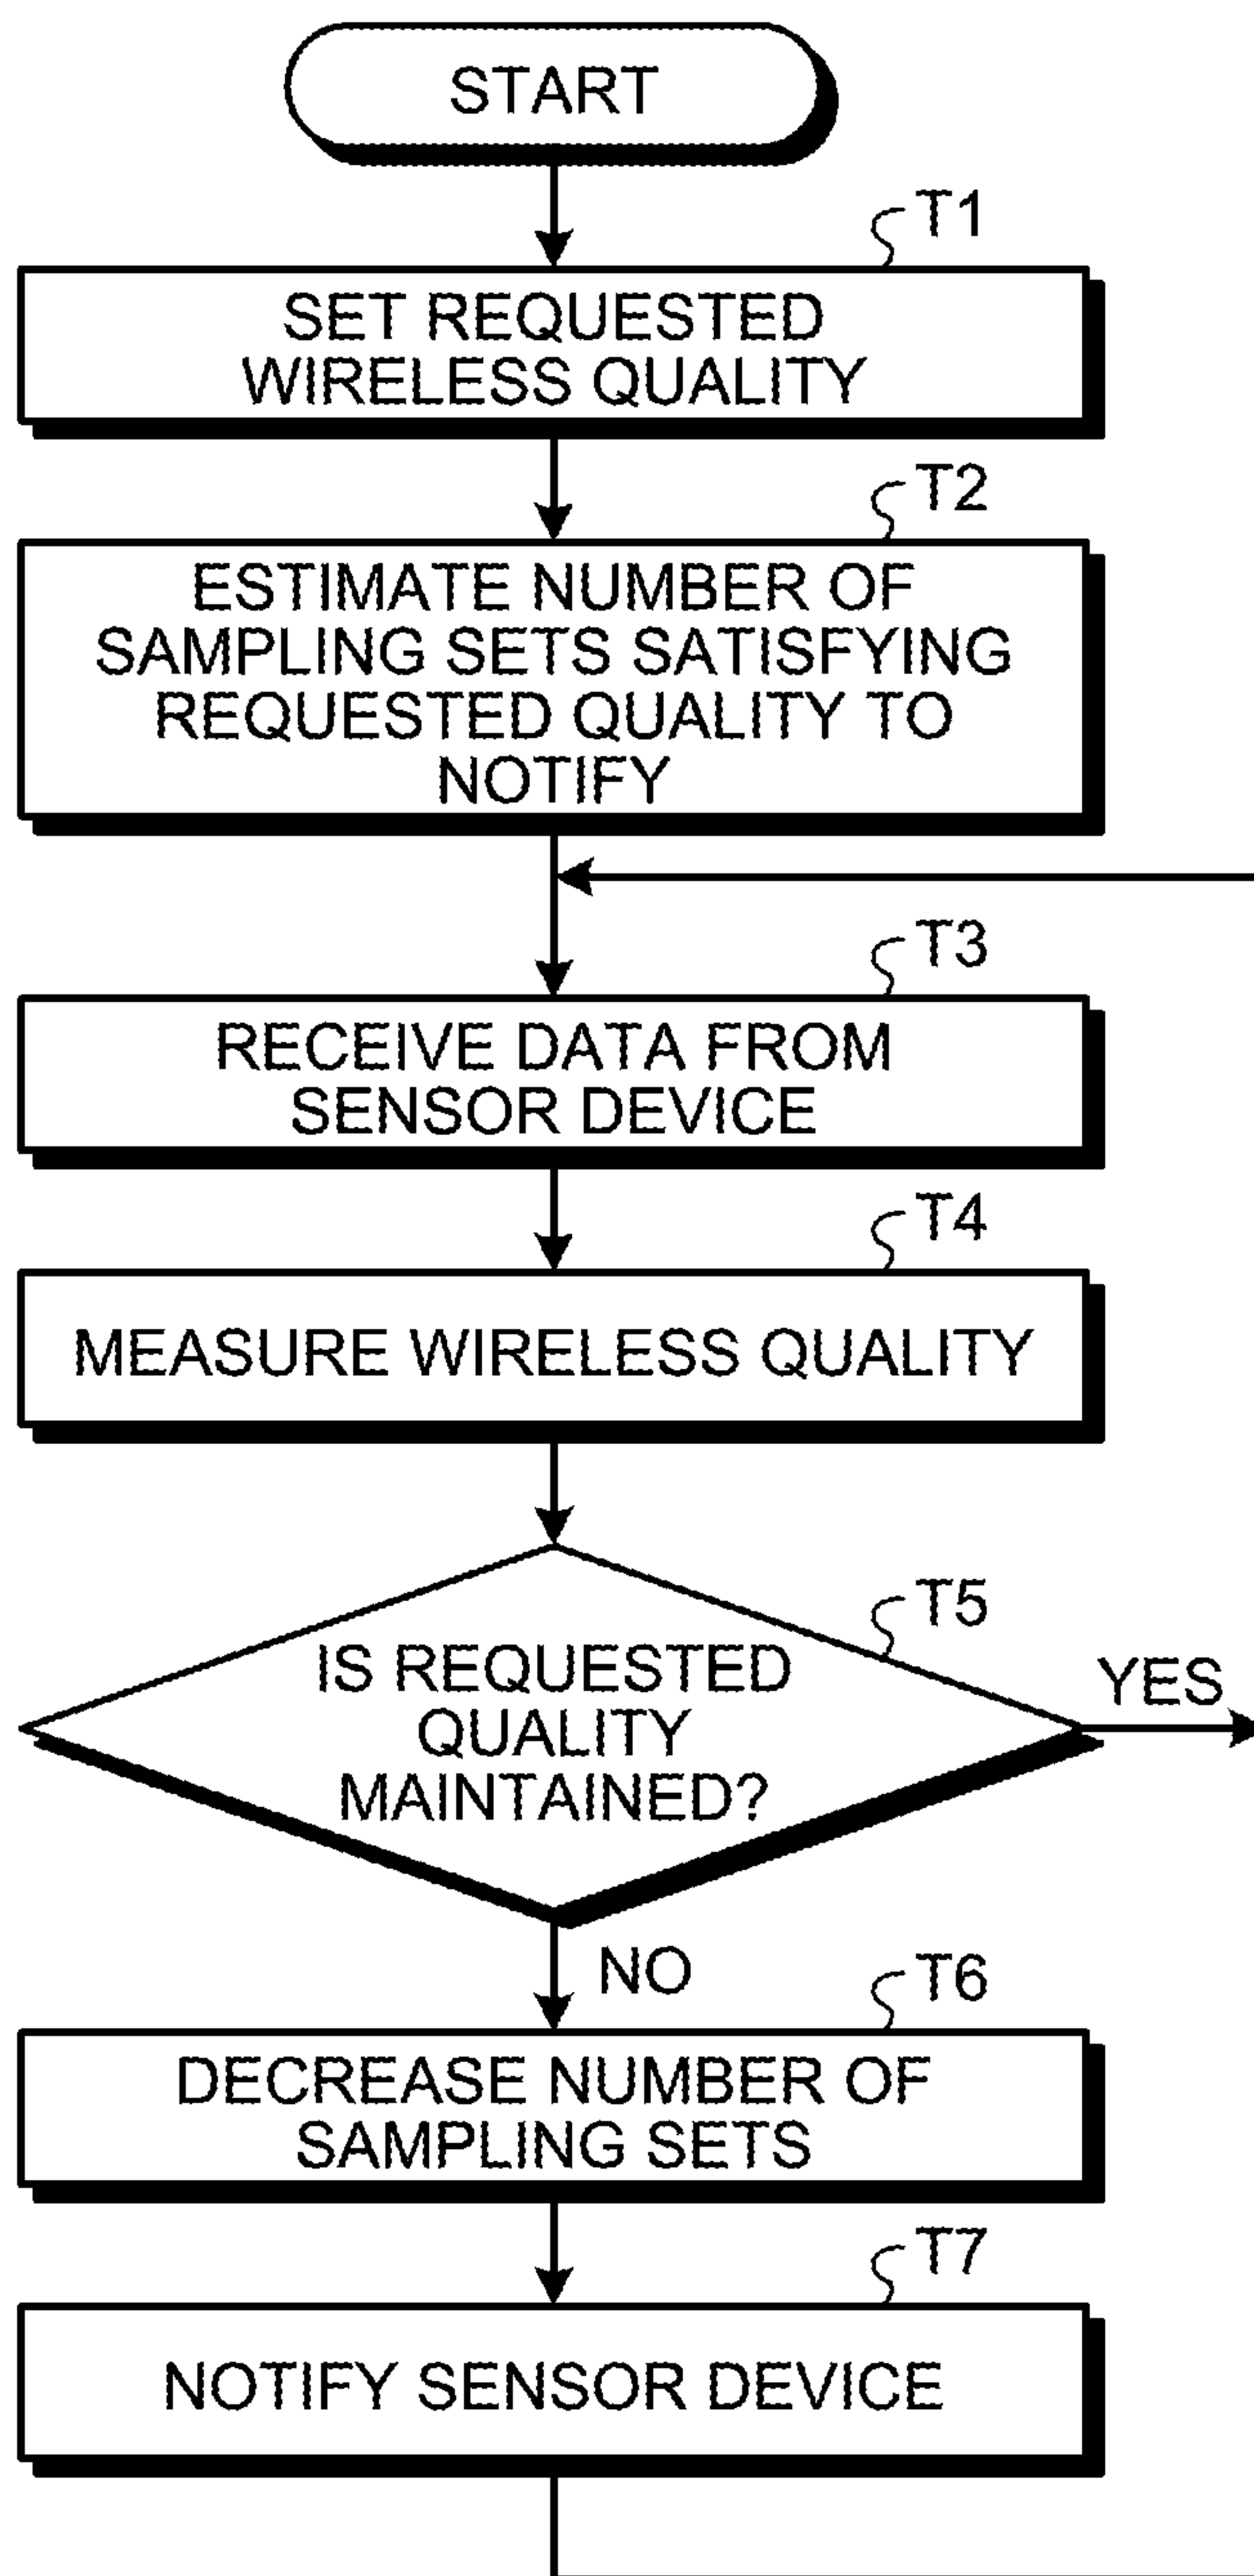 START
T1
SET REQUESTED
WIRELESS QUALITY
T2
ESTIMATE NUMBER OF
SAMPLING SETS SATISFYING
REQUESTED QUALITY TO
NOTIFY
T3
RECEIVE DATA FROM
SENSOR DEVICE
T4
MEASURE WIRELESS QUALITY
T5
IS REQUESTED
QUALITY
MAINTAINED?
YES
NO
T6
DECREASE NUMBER OF
SAMPLING SETS
T7
NOTIFY SENSOR DEVICE